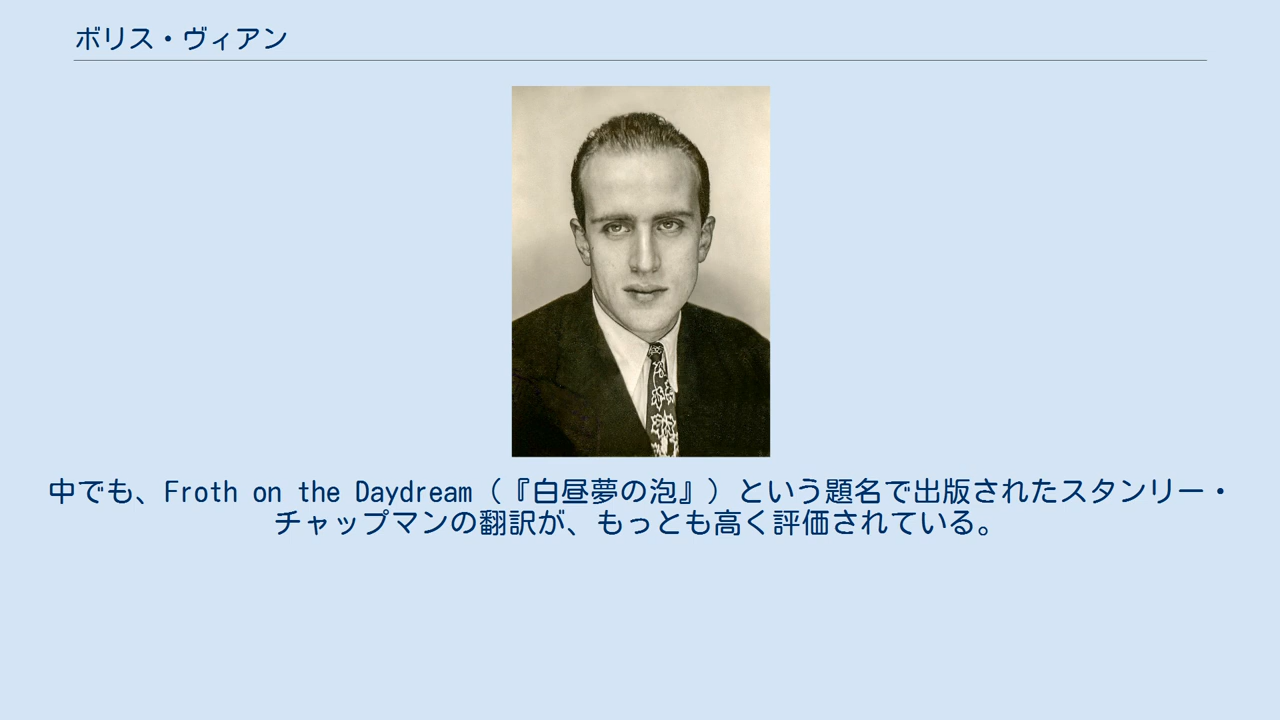 ボリス・ヴィアン
中でも、Froth on the Daydream（『白昼夢の泡』）という題名で出版されたスタンリー・
チャップマンの翻訳が、もっとも高く評価されている。